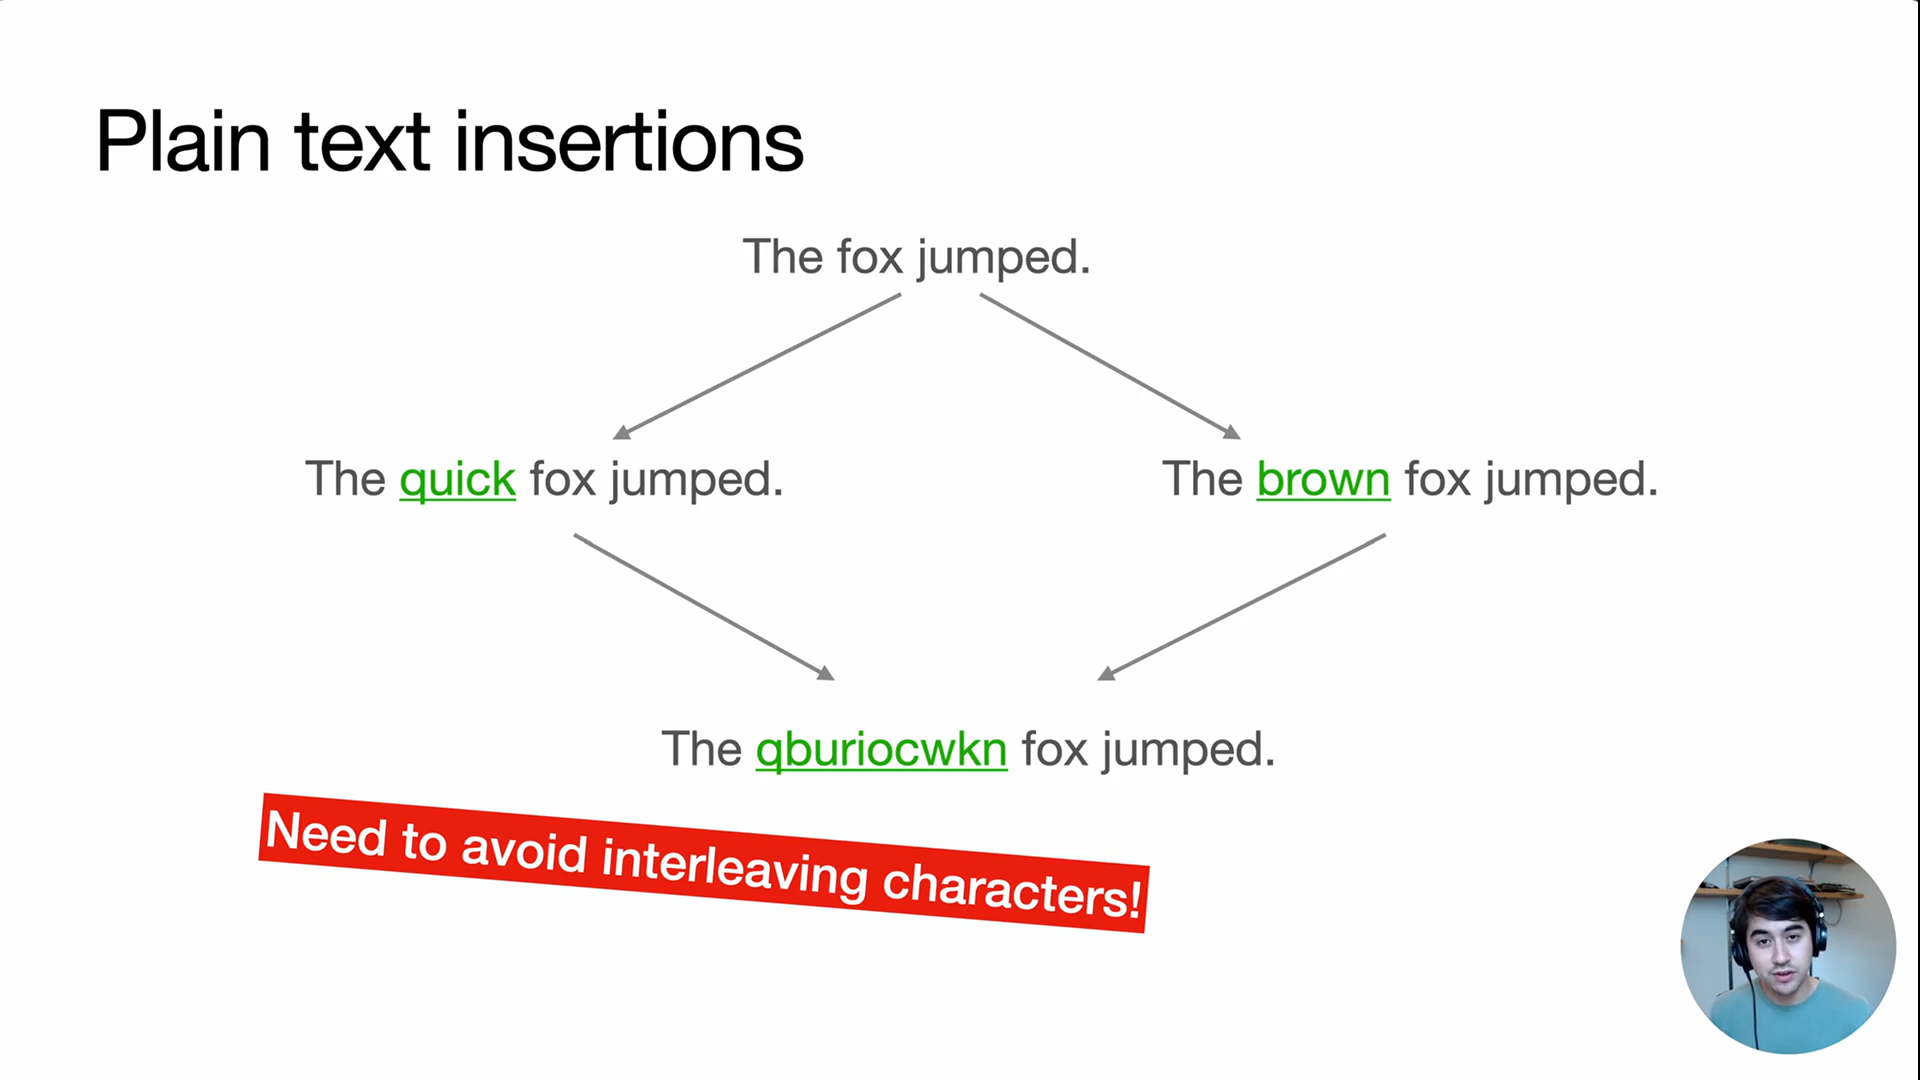 Plain text insertions
The fox jumped.
The quick fox jumped.
The brown fox jumped.
The qburiocwkn fox jumped.
Need to avoid interleaving characters!